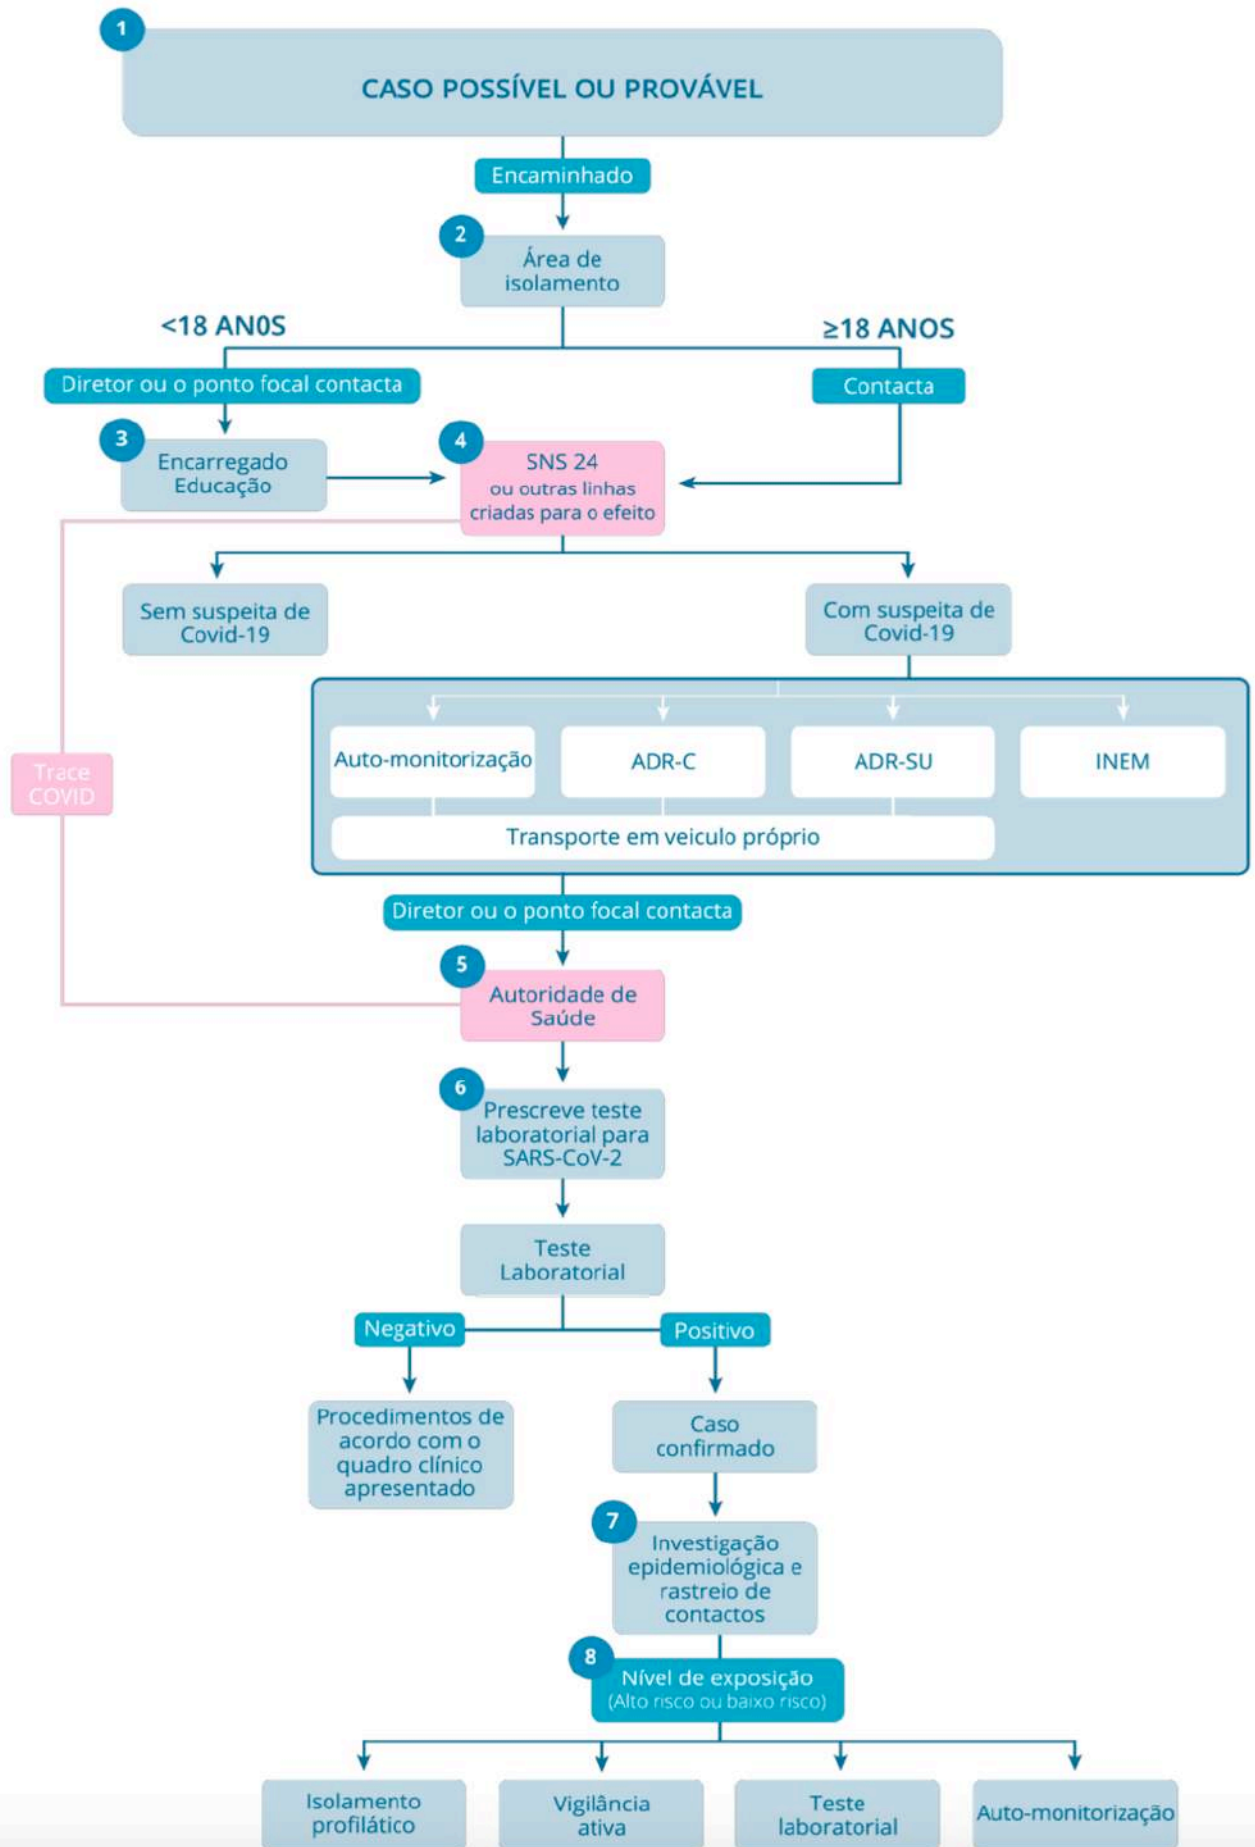 1
CASO POSSÍVEL OU PROVÁVEL
Encaminhado
2
Área de
isolamento
<18 AN0S
≥18 ANOS
Diretor ou o ponto focal contacta
Contacta
3
Encarregado
Educação
4
SNS 24
ou outras linhas
criadas para o efeito
Sem suspeita de
Covid-19
Com suspeita de
Covid-19
Trace
COVID
Auto-monitorização
ADR-C
ADR-SU
INEM
Transporte em veiculo próprio
Diretor ou o ponto focal contacta
5
Autoridade de
Saúde
6
Prescreve teste
laboratorial para
SARS-CoV-2
Teste
Laboratorial
Negativo
Positivo
Procedimentos de
acordo com o
quadro clínico
apresentado
Caso
confirmado
7
Investigação
epidemiológica e
rastreio de
contactos
8
Nível de exposição
(Alto risco ou baixo risco)
Isolamento
profilático
Vigilância
ativa
Teste
laboratorial
Auto-monitorização